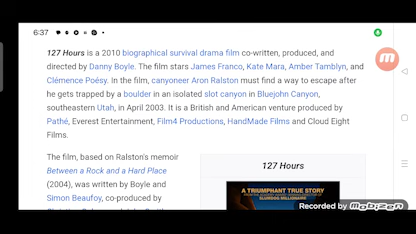 6:37
127 Hours is a 2010 biographical survival drama film co-written, produced, and
directed by Danny Boyle. The film stars James Franco, Kate Mara, Amber Tamblyn, and
Clémence Poésy. In the film, canyoneer Aron Ralston must find a way to escape after
he gets trapped by a boulder in an isolated slot canyon in Bluejohn Canyon,
southeastern Utah, in April 2003. It is a British and American venture produced by
Pathé, Everest Entertainment, Film4 Productions, HandMade Films and Cloud Eight
Films.
The film, based on Ralston's memoir
Between a Rock and a Hard Place
(2004), was written by Boyle and
Simon Beaufoy, co-produced by
127 Hours
A TRIUMPHANT TRUE STORY
SLUMDOG MILLIONAIRE
Recorded by MOBIZEN